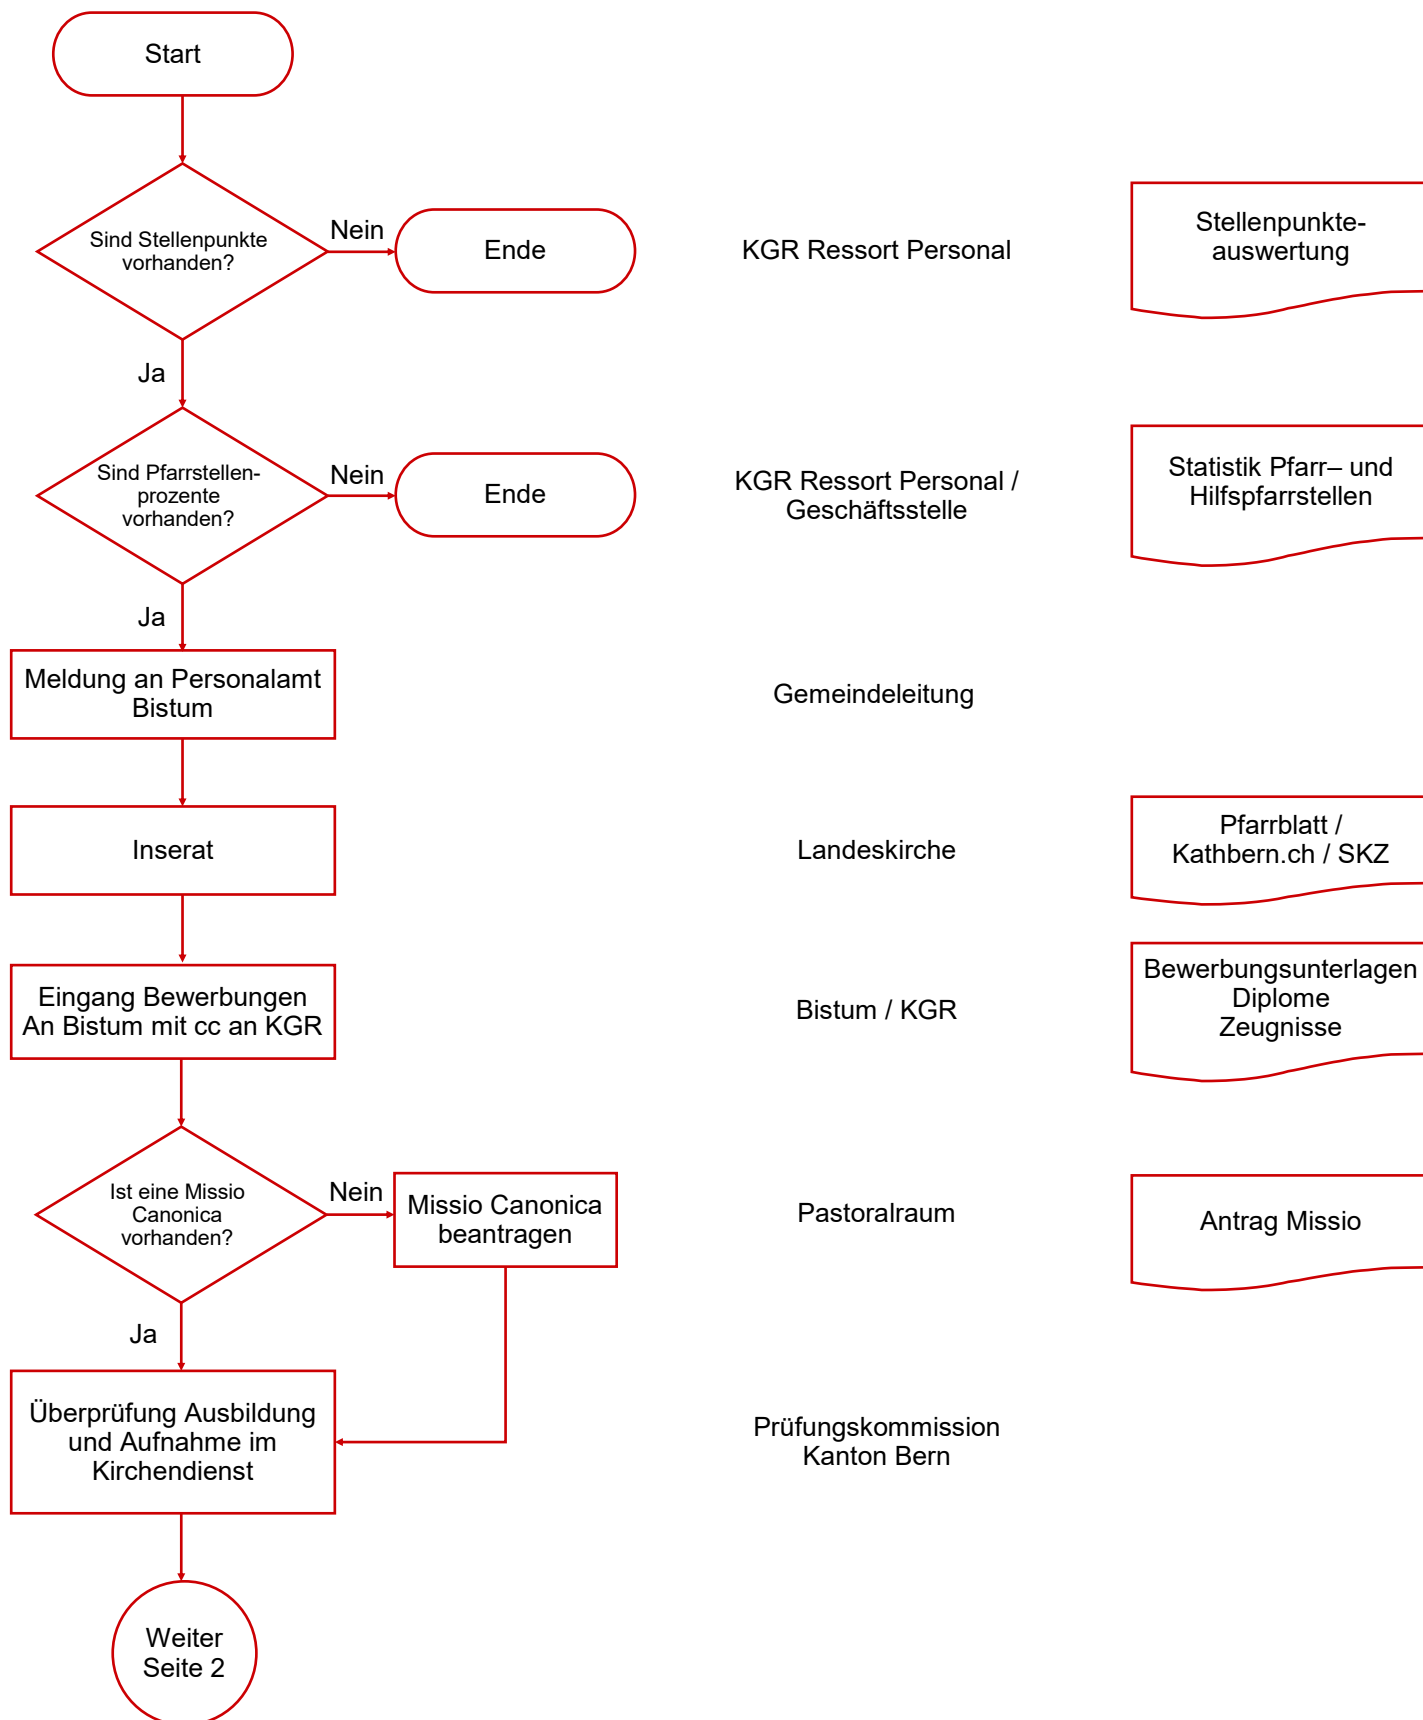 Start
Sind Stellenpunkte
vorhanden?
Nein
Ende
KGR Ressort Personal
Stellenpunkte-
auswertung
Ja
Sind Pfarrstellen-
prozente
vorhanden?
Nein
Ende
KGR Ressort Personal /
Geschäftsstelle
Statistik Pfarr– und
Hilfspfarrstellen
Ja
Meldung an Personalamt
Bistum
Gemeindeleitung
Inserat
Landeskirche
Pfarrblatt /
Kathbern.ch / SKZ
Eingang Bewerbungen
An Bistum mit cc an KGR
Bistum / KGR
Bewerbungsunterlagen
Diplome
Zeugnisse
Ist eine Missio
Canonica
vorhanden?
Nein
Missio Canonica
beantragen
Pastoralraum
Antrag Missio
Ja
Überprüfung Ausbildung
und Aufnahme im
Kirchendienst
Prüfungskommission
Kanton Bern
Weiter
Seite 2